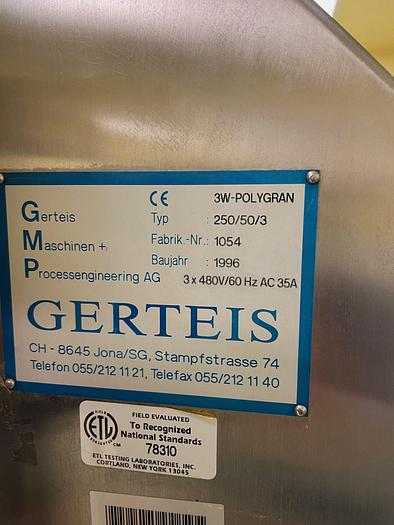 CE 3W-POLYGRAN
Gerteis Typ : 250/50/3
Maschinen + Fabrik.-Nr.: 1054
Baujahr : 1996
Processengineering AG 3 x 480V/60 Hz AC 35A
GERTEIS
CH - 8645 Jona/SG, Stampfstrasse 74
Telefon 055/212 11 21, Telefax 055/212 11 40
FIELD EVALUATED
To Recognized
ETL National Standards
CM
78310
ETL TESTING LABORATORIES, INC.
CORTLAND, NEW YORK 13045